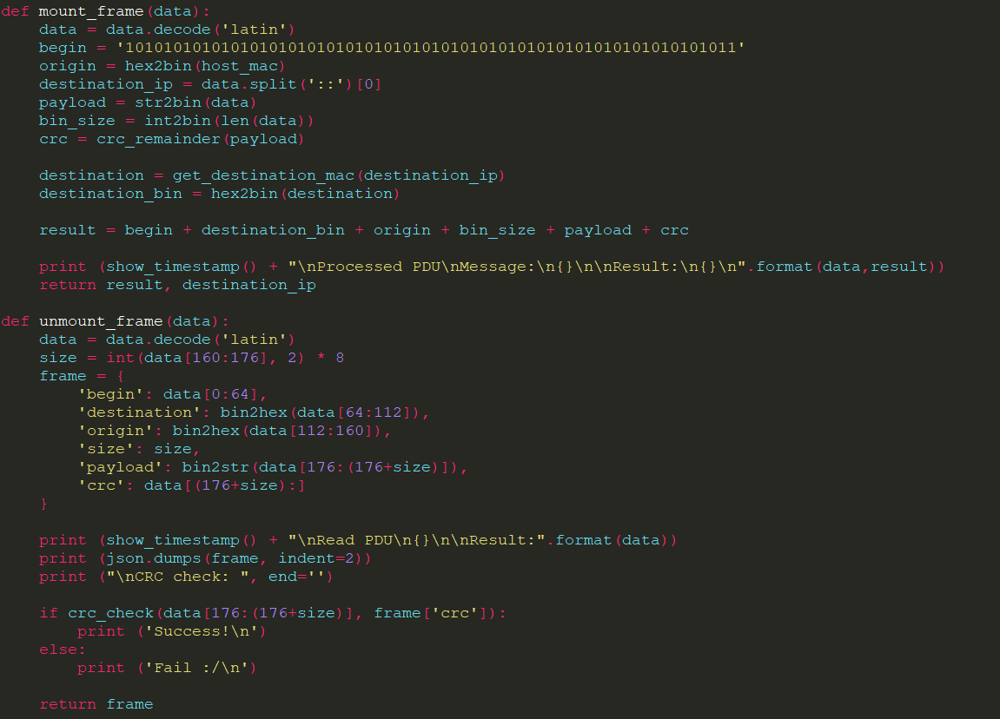 def mount_frame(data):
    data = data.decode('latin')
    begin = '1010101010101010101010101010101010101010101010101010101010101011'
    origin = hex2bin(host_mac)
    destination_ip = data.split('::')[0]
    payload = str2bin(data)
    bin_size = int2bin(len(data))
    crc = crc_remainder(payload)

    destination = get_destination_mac(destination_ip)
    destination_bin = hex2bin(destination)

    result = begin + destination_bin + origin + bin_size + payload + crc

    print (show_timestamp() + "\nProcessed PDU\nMessage:\n{}\n\nResult:\n{}\n".format(data,result))
    return result, destination_ip

def unmount_frame(data):
    data = data.decode('latin')
    size = int(data[160:176], 2) * 8
    frame = {
        'begin': data[0:64],
        'destination': bin2hex(data[64:112]),
        'origin': bin2hex(data[112:160]),
        'size': size,
        'payload': bin2str(data[176:(176+size)]),
        'crc': data[(176+size):]
    }

    print (show_timestamp() + "\nRead PDU\n{}\n\nResult:".format(data))
    print (json.dumps(frame, indent=2))
    print ("\nCRC check: ", end='')

    if crc_check(data[176:(176+size)], frame['crc']):
        print ('Success!\n')
    else:
        print ('Fail :/\n')

    return frame